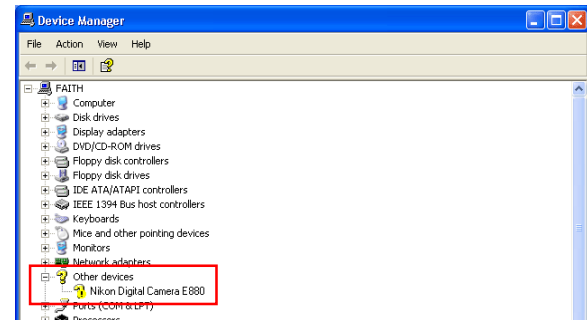 Device Manager
File Action View Help
FAITH
Computer
Disk drives
Display adapters
DVD/CD-ROM drives
Floppy disk controllers
Floppy disk drives
IDE ATA/ATAPI controllers
IEEE 1394 Bus host controllers
Keyboards
Mice and other pointing devices
Monitors
Network adapters
Other devices
Nikon Digital Camera E880
Ports (COM & LPT)
Processors